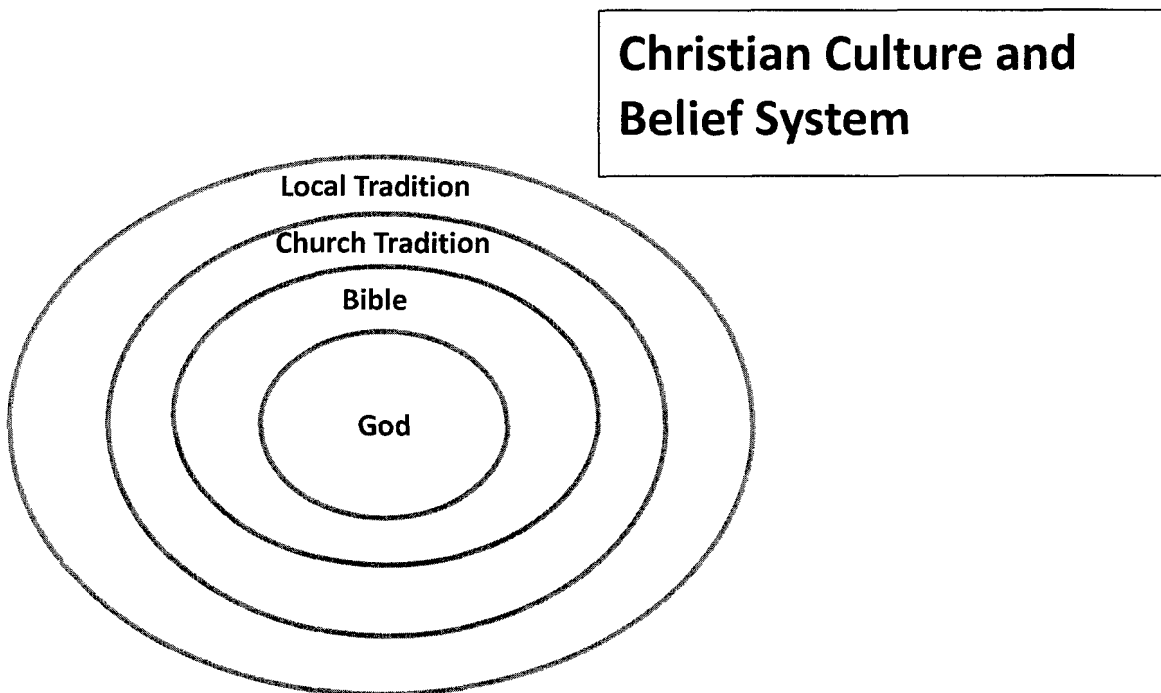 Christian Culture and
Belief System
Local Tradition
Church Tradition
Bible
God